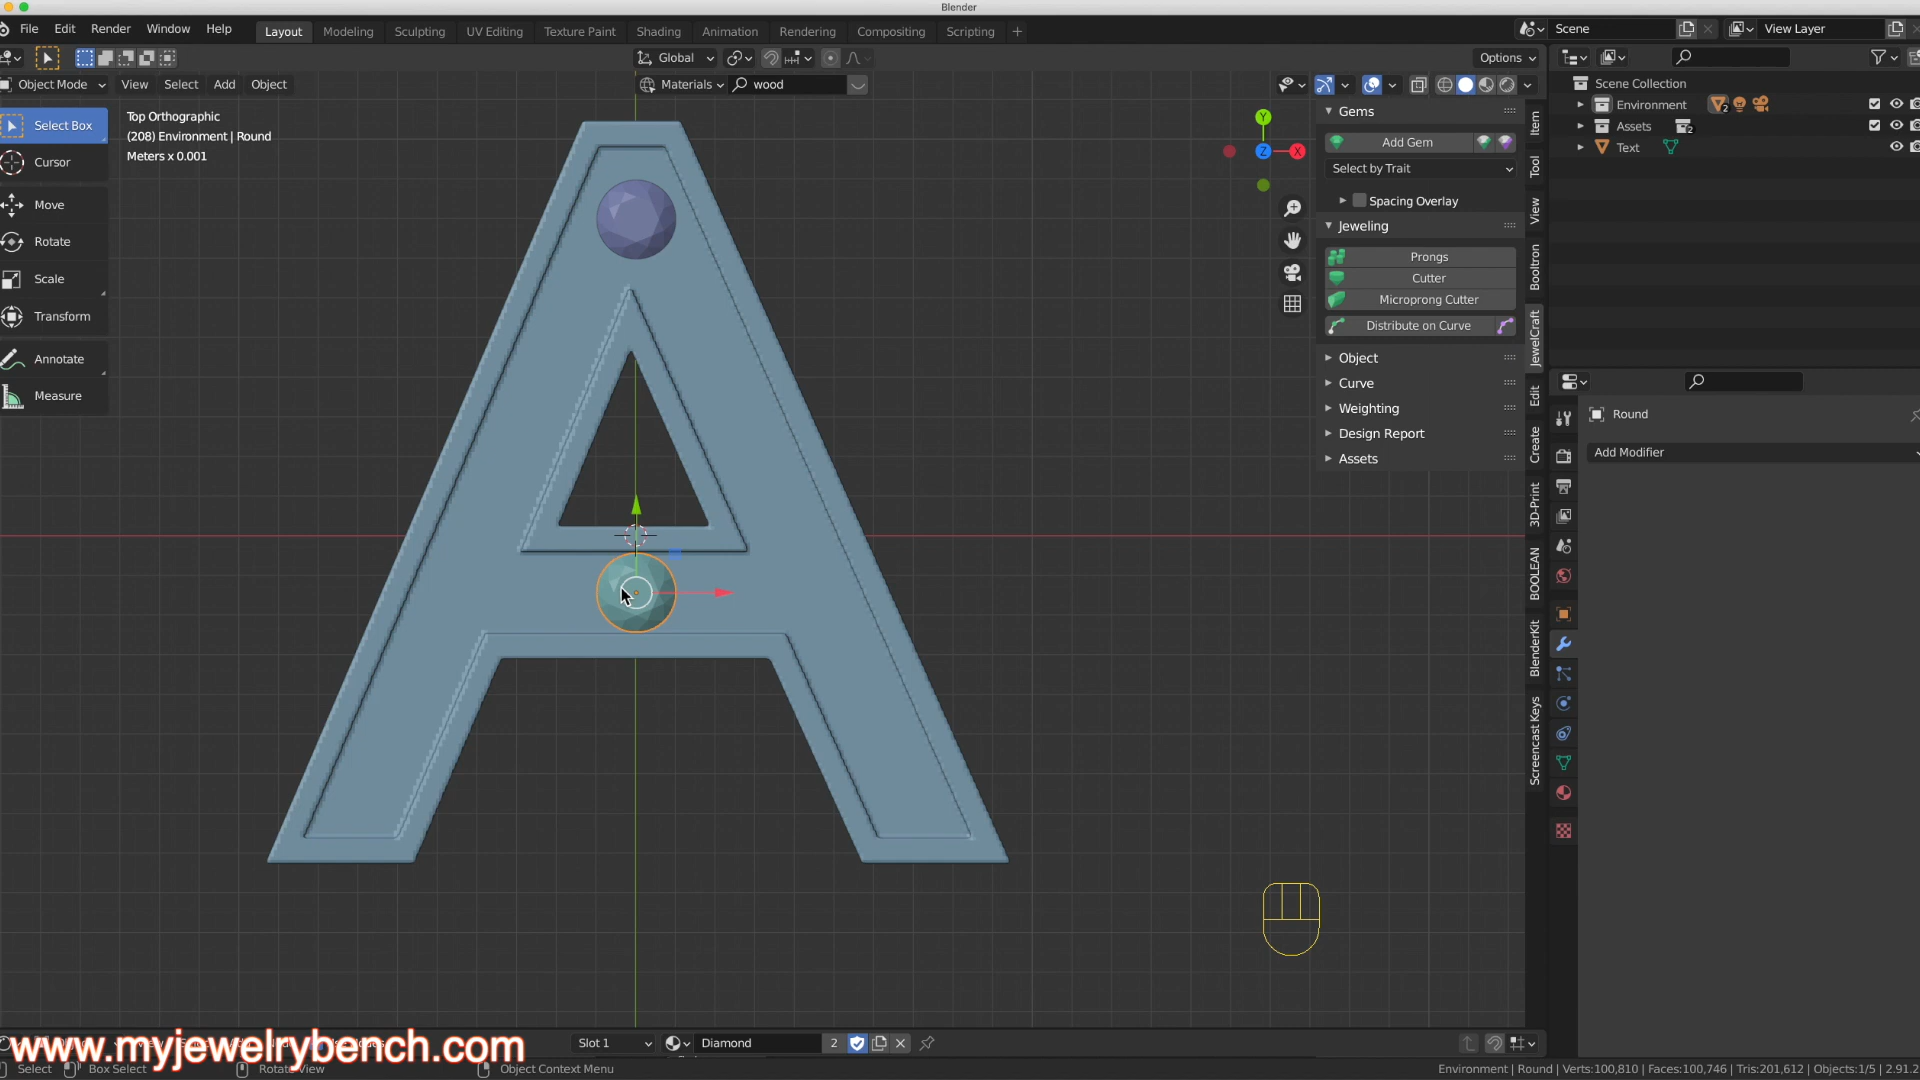 Blender
File Edit Render Window Help
Layout Modeling Sculpting UV Editing Texture Paint Shading Animation Rendering Compositing Scripting +
Scene View Layer
Global Options
Object Mode View Select Add Object Materials wood
Select Box
Cursor
Move
Rotate
Scale
Transform
Annotate
Measure
Top Orthographic
(208) Environment | Round
Meters x 0.001
Y
Z
X
Gems
Add Gem
Select by Trait
Spacing Overlay
Jeweling
Prongs
Cutter
Microprong Cutter
Distribute on Curve
Object
Curve
Weighting
Design Report
Assets
Item
Tool
View
Booltron
JewelCraft
Edit
Create
3D-Print
BOOLEAN
BlenderKit
Screencast Keys
Scene Collection
Environment 2
Assets 2
Text
Round
Add Modifier
A
Slot 1 Diamond 2
www.myjewelrybench.com
Select Box Select Rotate View Object Context Menu
Environment | Round | Verts:100,810 | Faces:100,746 | Tris:201,612 | Objects:1/5 | 2.91.2